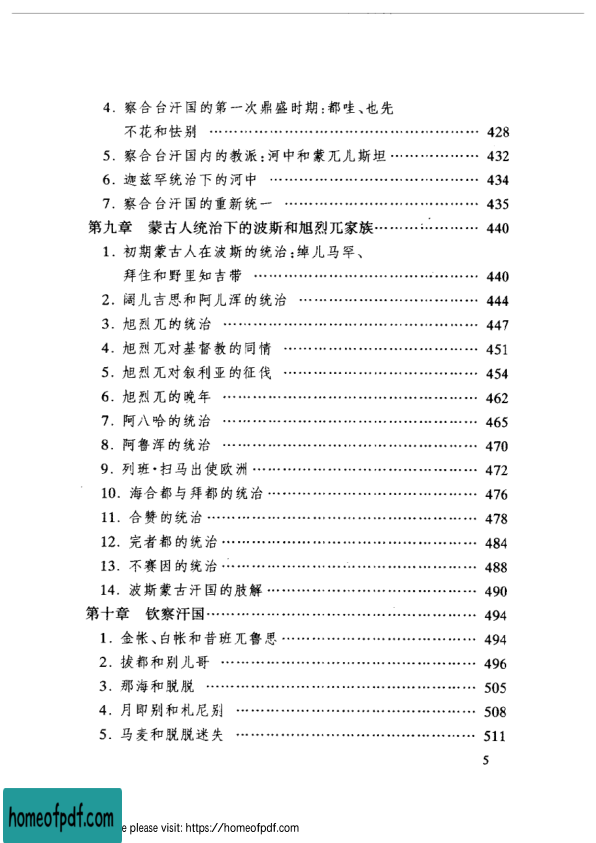 4. 察合台汗国的第一次鼎盛时期:都哇、也先
不花和怯别 …… 428
5. 察合台汗国内的教派:河中和蒙兀儿斯坦 …… 432
6. 迦兹罕统治下的河中 …… 434
7. 察合台汗国的重新统一 …… 435
第九章 蒙古人统治下的波斯和旭烈兀家族 …… 440
1. 初期蒙古人在波斯的统治:绰儿马罕、
拜住和野里知吉带 …… 440
2. 阔儿吉思和阿儿浑的统治 …… 444
3. 旭烈兀的统治 …… 447
4. 旭烈兀对基督教的同情 …… 451
5. 旭烈兀对叙利亚的征伐 …… 454
6. 旭烈兀的晚年 …… 462
7. 阿八哈的统治 …… 465
8. 阿鲁浑的统治 …… 470
9. 列班·扫马出使欧洲 …… 472
10. 海合都与拜都的统治 …… 476
11. 合赞的统治 …… 478
12. 完者都的统治 …… 484
13. 不赛因的统治 …… 488
14. 波斯蒙古汗国的肢解 …… 490
第十章 钦察汗国 …… 494
1. 金帐、白帐和昔班兀鲁思 …… 494
2. 拔都和别儿哥 …… 496
3. 那海和脱脱 …… 505
4. 月即别和札尼别 …… 508
5. 马麦和脱脱迷失 …… 511
5
homeofpdf.com
e please visit: https://homeofpdf.com